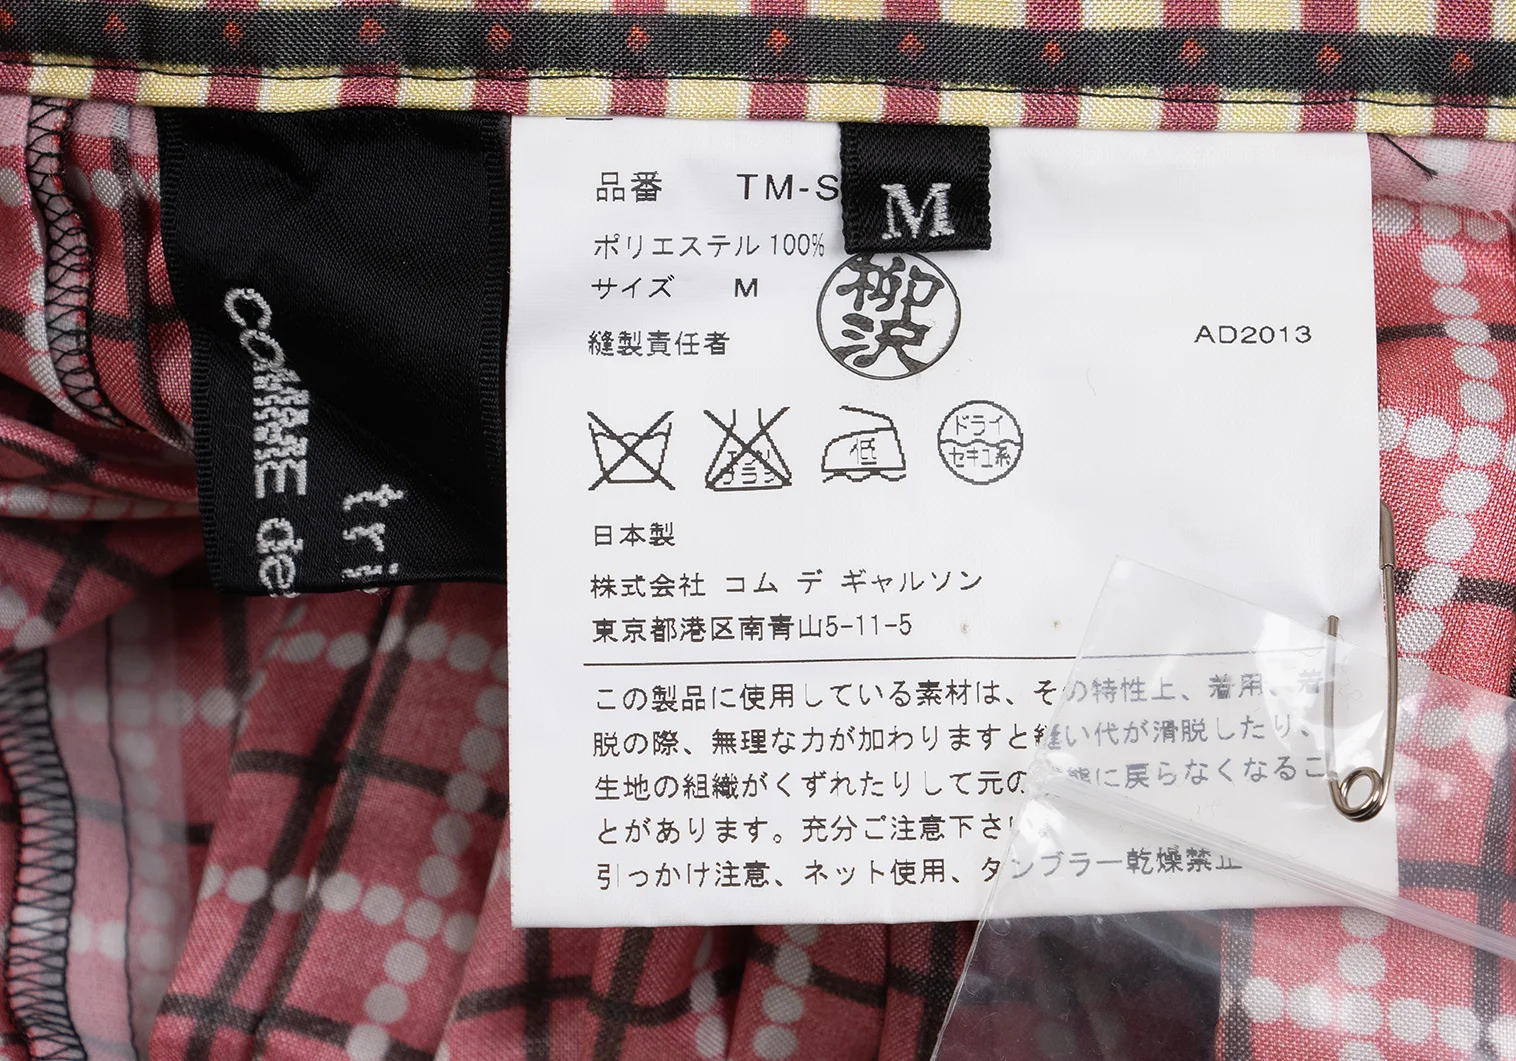 品番 TM-S
M
ポリエステル 100%
サイズ M
縫製責任者 柳沢
AD2013
エンソ
ブラシ
低
ドライ
セキユ系
日本製
株式会社 コム デ ギャルソン
東京都港区南青山5-11-5
この製品に使用している素材は、その特性上、着用、着
脱の際、無理な力が加わりますと縫い代が滑脱したり、
生地の組織がくずれたりして元の状態に戻らなくなるこ
とがあります。充分ご注意下さい。
引っかけ注意、ネット使用、タンブラー乾燥禁止
tri
COMME de